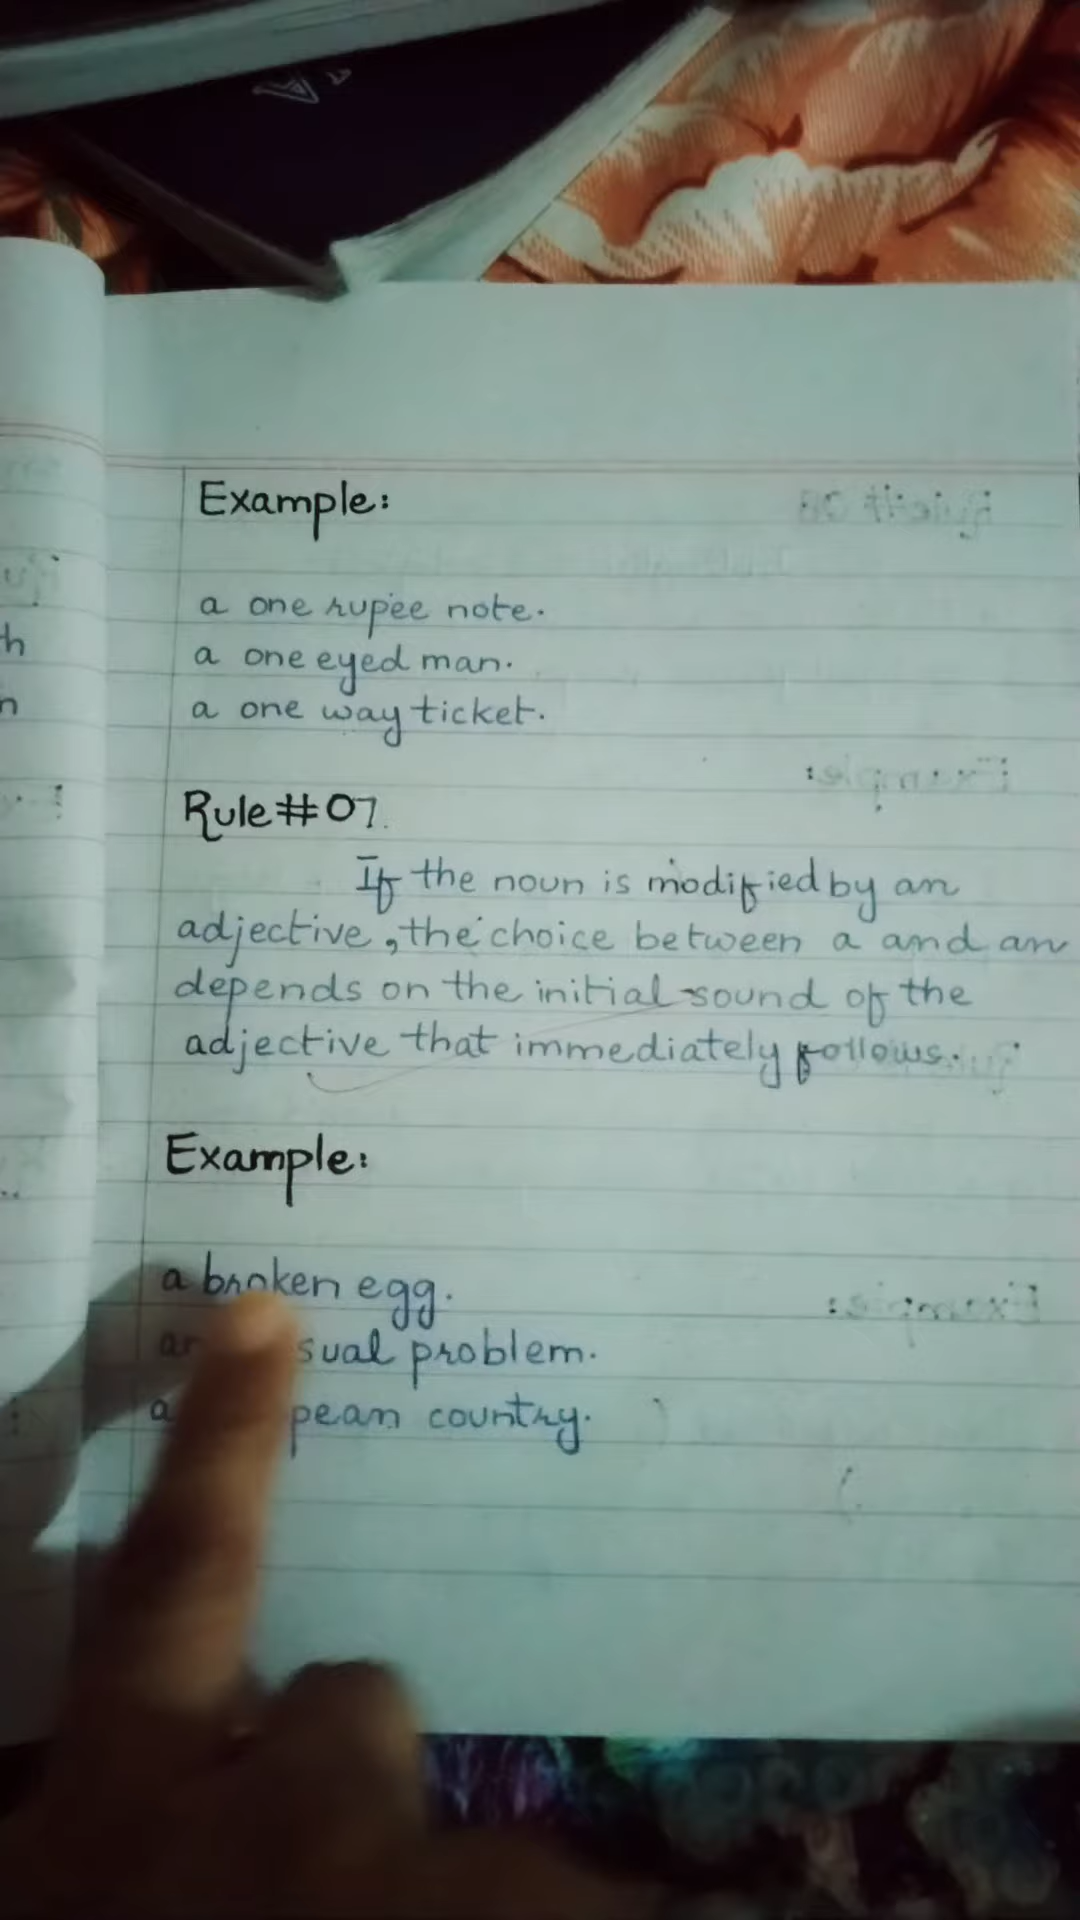 Example:
a one rupee note.
a one eyed man.
a one way ticket.
Rule#07.
If the noun is modified by an
adjective, the choice between a and an
depends on the initial sound of the
adjective that immediately follows.
Example:
a broken egg.
problem.
a country.